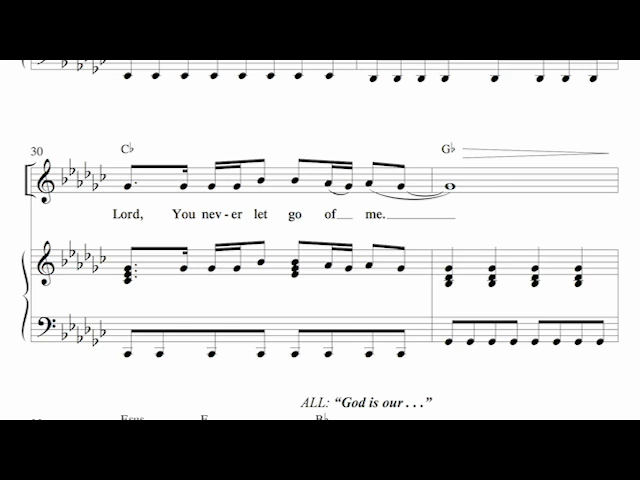 30
C♭ G♭
Lord, You nev - er let go of me.
ALL: “God is our . . .”